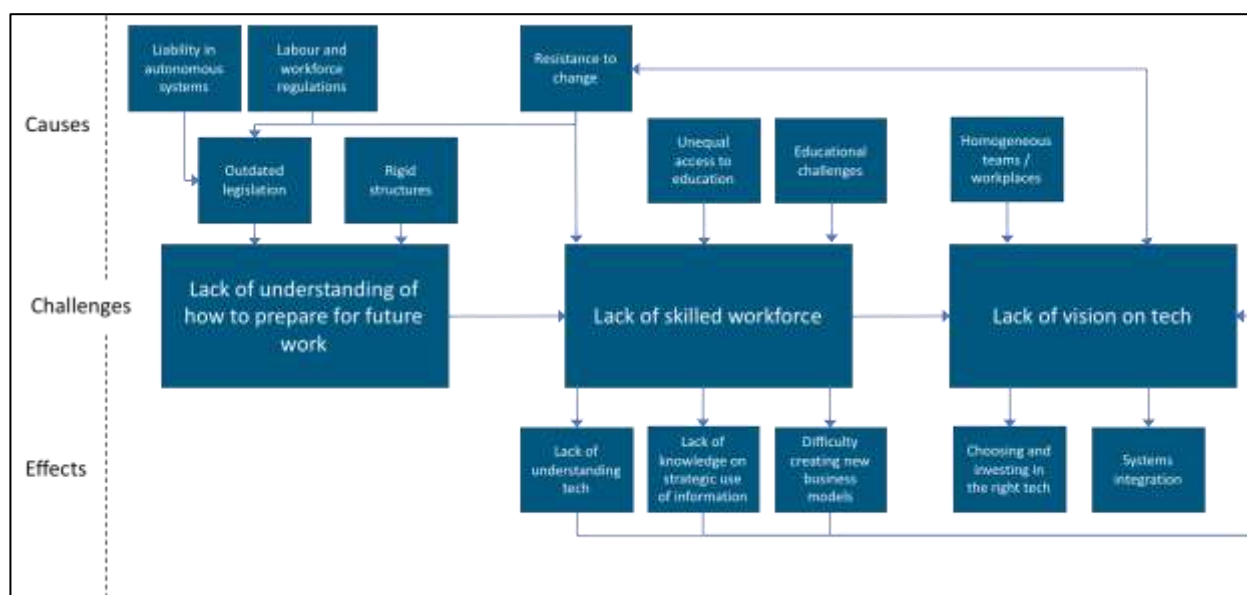 Liability in
autonomous
systems
Labour and
workforce
regulations
Resistance to
change
Causes
Outdated
legislation
Rigid
structures
Unequal
access to
education
Educational
challenges
Homogeneous
teams /
workplaces
Challenges
Lack of understanding of
how to prepare for future
work
Lack of skilled workforce
Lack of vision on tech
Effects
Lack of
understanding
tech
Lack of
knowledge on
strategic use
of information
Difficulty
creating new
business
models
Choosing and
investing in
the right tech
Systems
integration